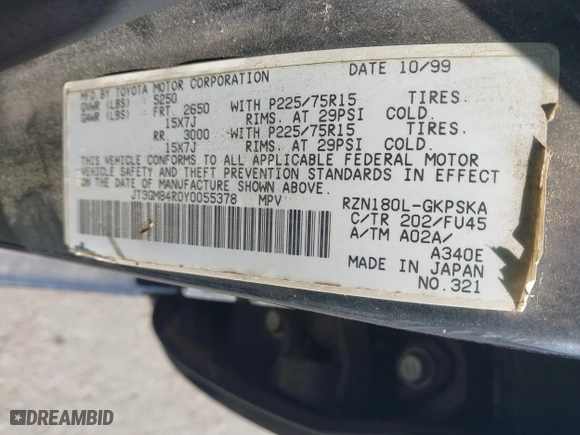 MFD BY TOYOTA MOTOR CORPORATION DATE 10/99
GVWR (LBS) : 5250
GAWR (LBS) : FRT 2650 WITH P225/75R15 TIRES.
15X7J RIMS. AT 29PSI COLD.
RR. 3000 WITH P225/75R15 TIRES.
15X7J RIMS. AT 29PSI COLD.
THIS VEHICLE CONFORMS TO ALL APPLICABLE FEDERAL MOTOR
VEHICLE SAFETY AND THEFT PREVENTION STANDARDS IN EFFECT ON
THE DATE OF MANUFACTURE SHOWN ABOVE.
JT3GM84R0Y0055378 MPV RZN180L-GKPSKA
C/TR 202/FU45
A/TM A02A/
A340E
MADE IN JAPAN
NO.321
DREAMBID